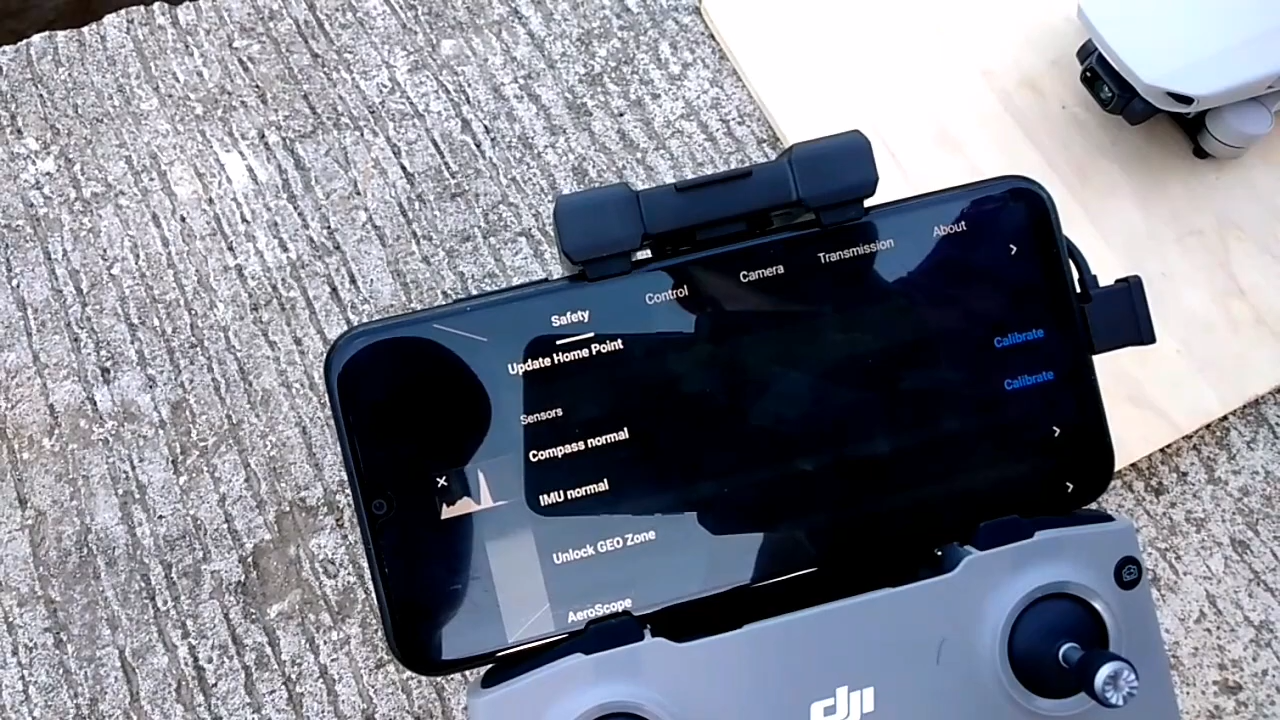 Safety Control Camera Transmission About
Update Home Point
Sensors
Compass normal Calibrate
IMU normal Calibrate
Unlock GEO Zone
AeroScope
dji